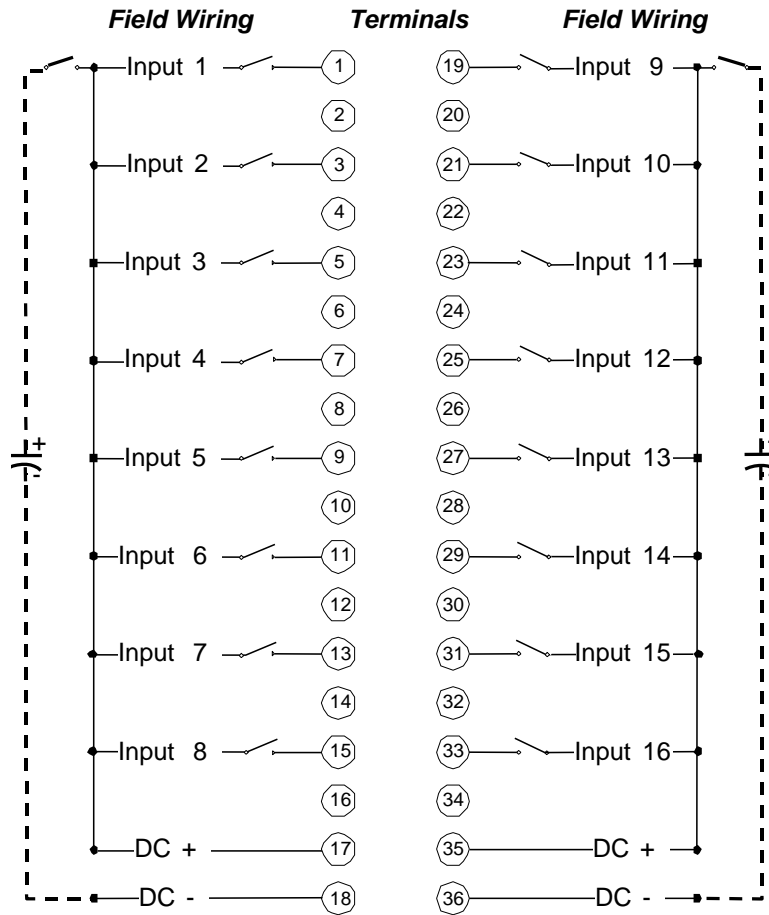 Field Wiring Terminals Field Wiring
Input 1 1 19 Input 9
2 20
Input 2 3 21 Input 10
4 22
Input 3 5 23 Input 11
6 24
Input 4 7 25 Input 12
8 26
+
Input 5 9 27 Input 13
-
10 28
Input 6 11 29 Input 14
12 30
Input 7 13 31 Input 15
14 32
Input 8 15 33 Input 16
16 34
DC + 17 35 DC +
DC - 18 36 DC -